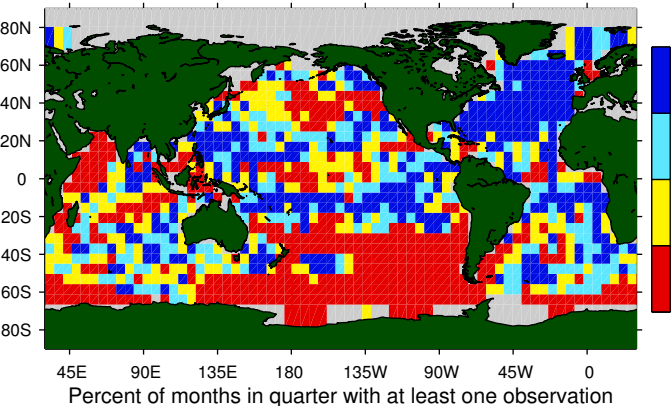 80N
60N
40N
20N
0
20S
40S
60S
80S
45E 90E 135E 180 135W 90W 45W 0
Percent of months in quarter with at least one observation